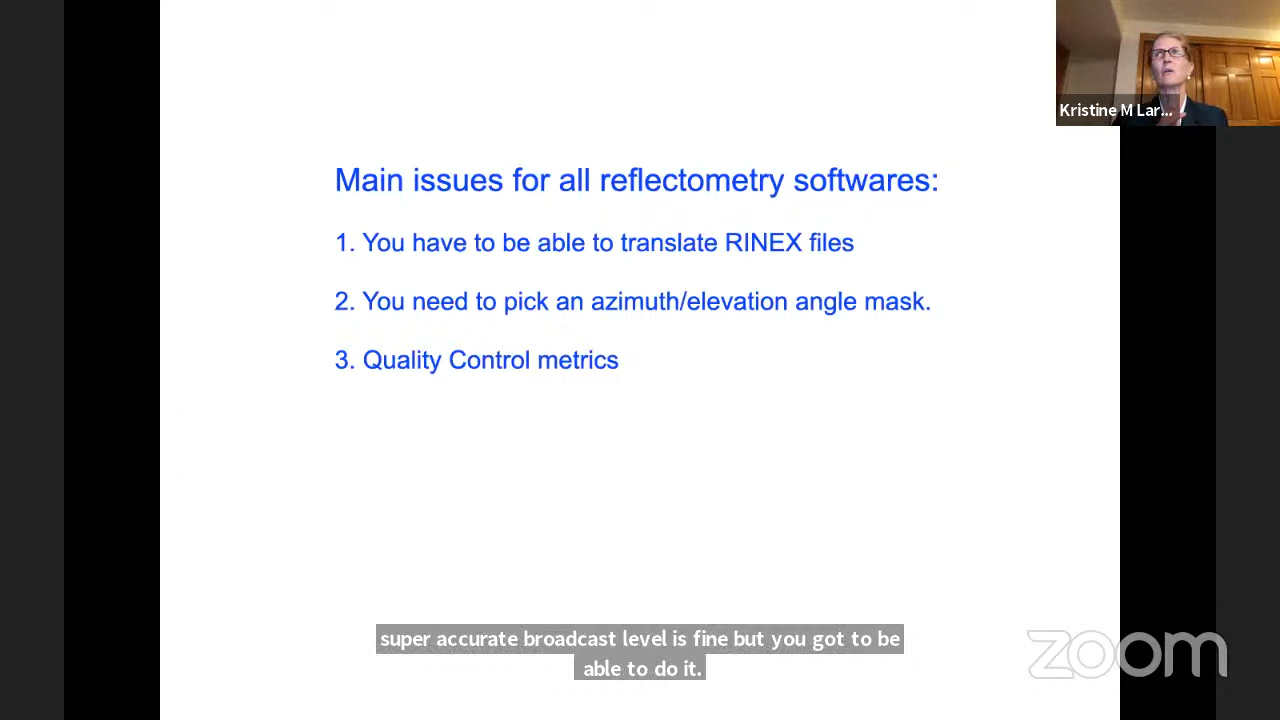 Kristine M Lar...
Main issues for all reflectometry softwares:
1. You have to be able to translate RINEX files
2. You need to pick an azimuth/elevation angle mask.
3. Quality Control metrics
super accurate broadcast level is fine but you got to be
able to do it.
zoom